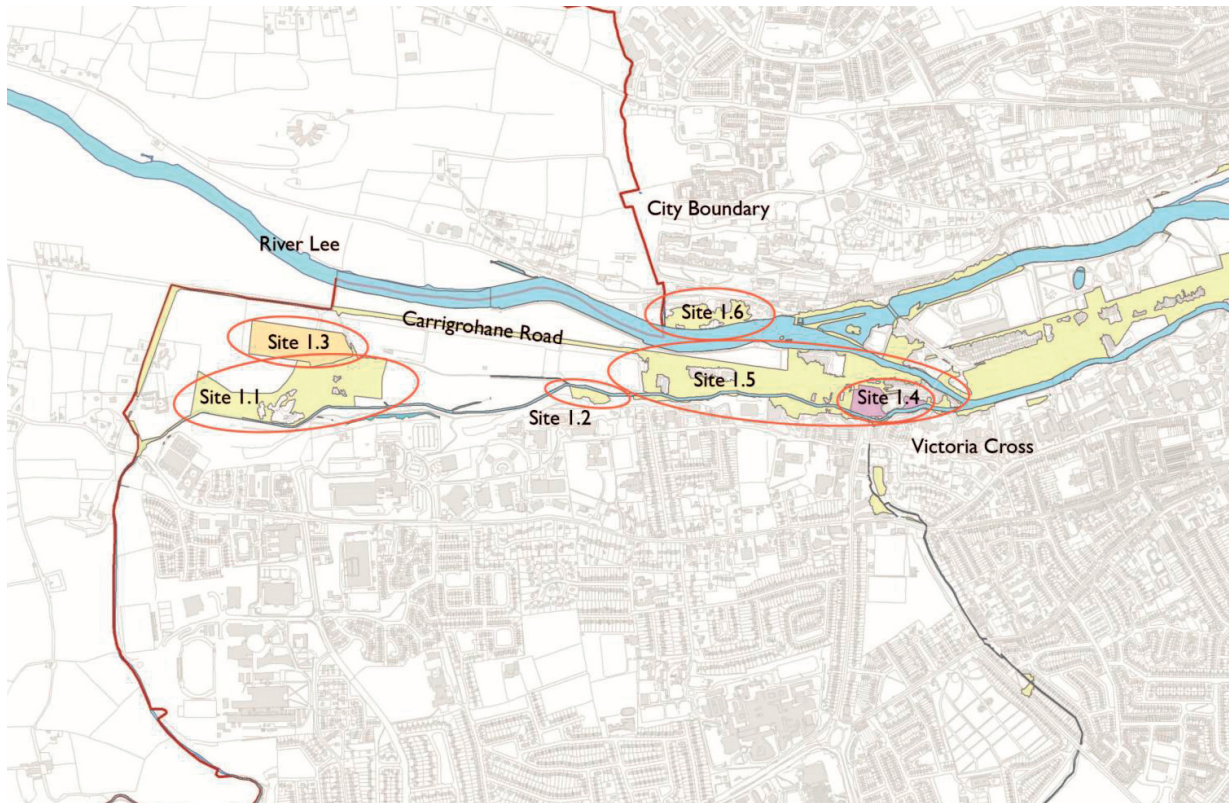 City Boundary
River Lee
Site 1.6
Carrigrohane Road
Site 1.3
Site 1.5
Site 1.1
Site 1.4
Site 1.2
Victoria Cross